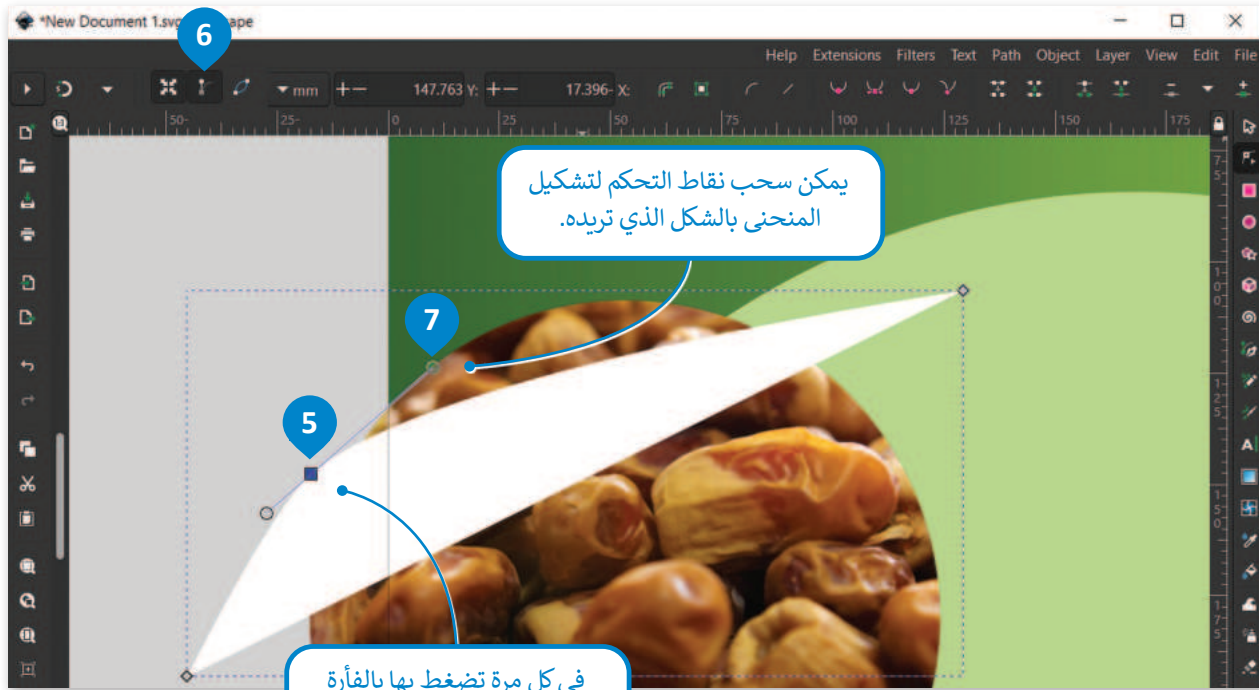 *New Document 1.svg
ape
6
Help Extensions Filters Text Path Object Layer View Edit File
mm
147.763 Y:
17.396- X:
50-
25-
0
25
50
75
100
125
150
175
يمكن سحب نقاط التحكم لتشكيل
المنحنى بالشكل الذي تريده.
7
5
في كل مرة تضغط بها بالفأرة